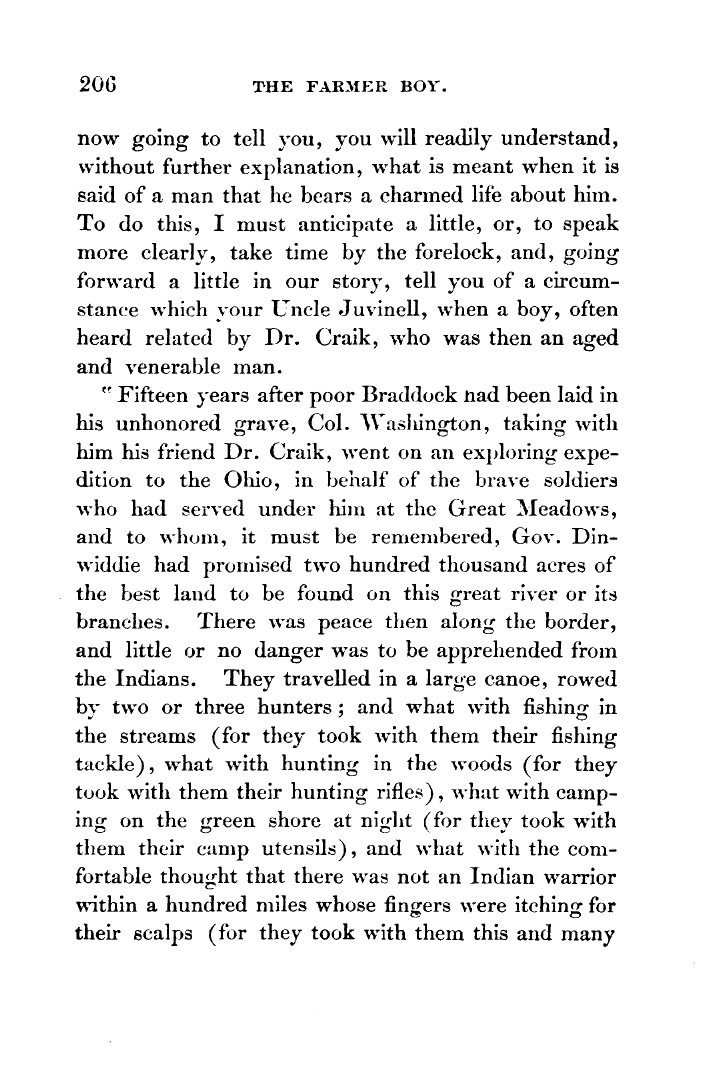 206 THE FARMER BOY.
now going to tell you, you will readily understand,
without further explanation, what is meant when it is
said of a man that he bears a charmed life about him.
To do this, I must anticipate a little, or, to speak
more clearly, take time by the forelock, and, going
forward a little in our story, tell you of a circum-
stance which your Uncle Juvinell, when a boy, often
heard related by Dr. Craik, who was then an aged
and venerable man.
“Fifteen years after poor Braddock had been laid in
his unhonored grave, Col. Washington, taking with
him his friend Dr. Craik, went on an exploring expe-
dition to the Ohio, in behalf of the brave soldiers
who had served under him at the Great Meadows,
and to whom, it must be remembered, Gov. Din-
widdie had promised two hundred thousand acres of
the best land to be found on this great river or its
branches. There was peace then along the border,
and little or no danger was to be apprehended from
the Indians. They travelled in a large canoe, rowed
by two or three hunters; and what with fishing in
the streams (for they took with them their fishing
tackle), what with hunting in the woods (for they
took with them their hunting rifles), what with camp-
ing on the green shore at night (for they took with
them their camp utensils), and what with the com-
fortable thought that there was not an Indian warrior
within a hundred miles whose fingers were itching for
their scalps (for they took with them this and many